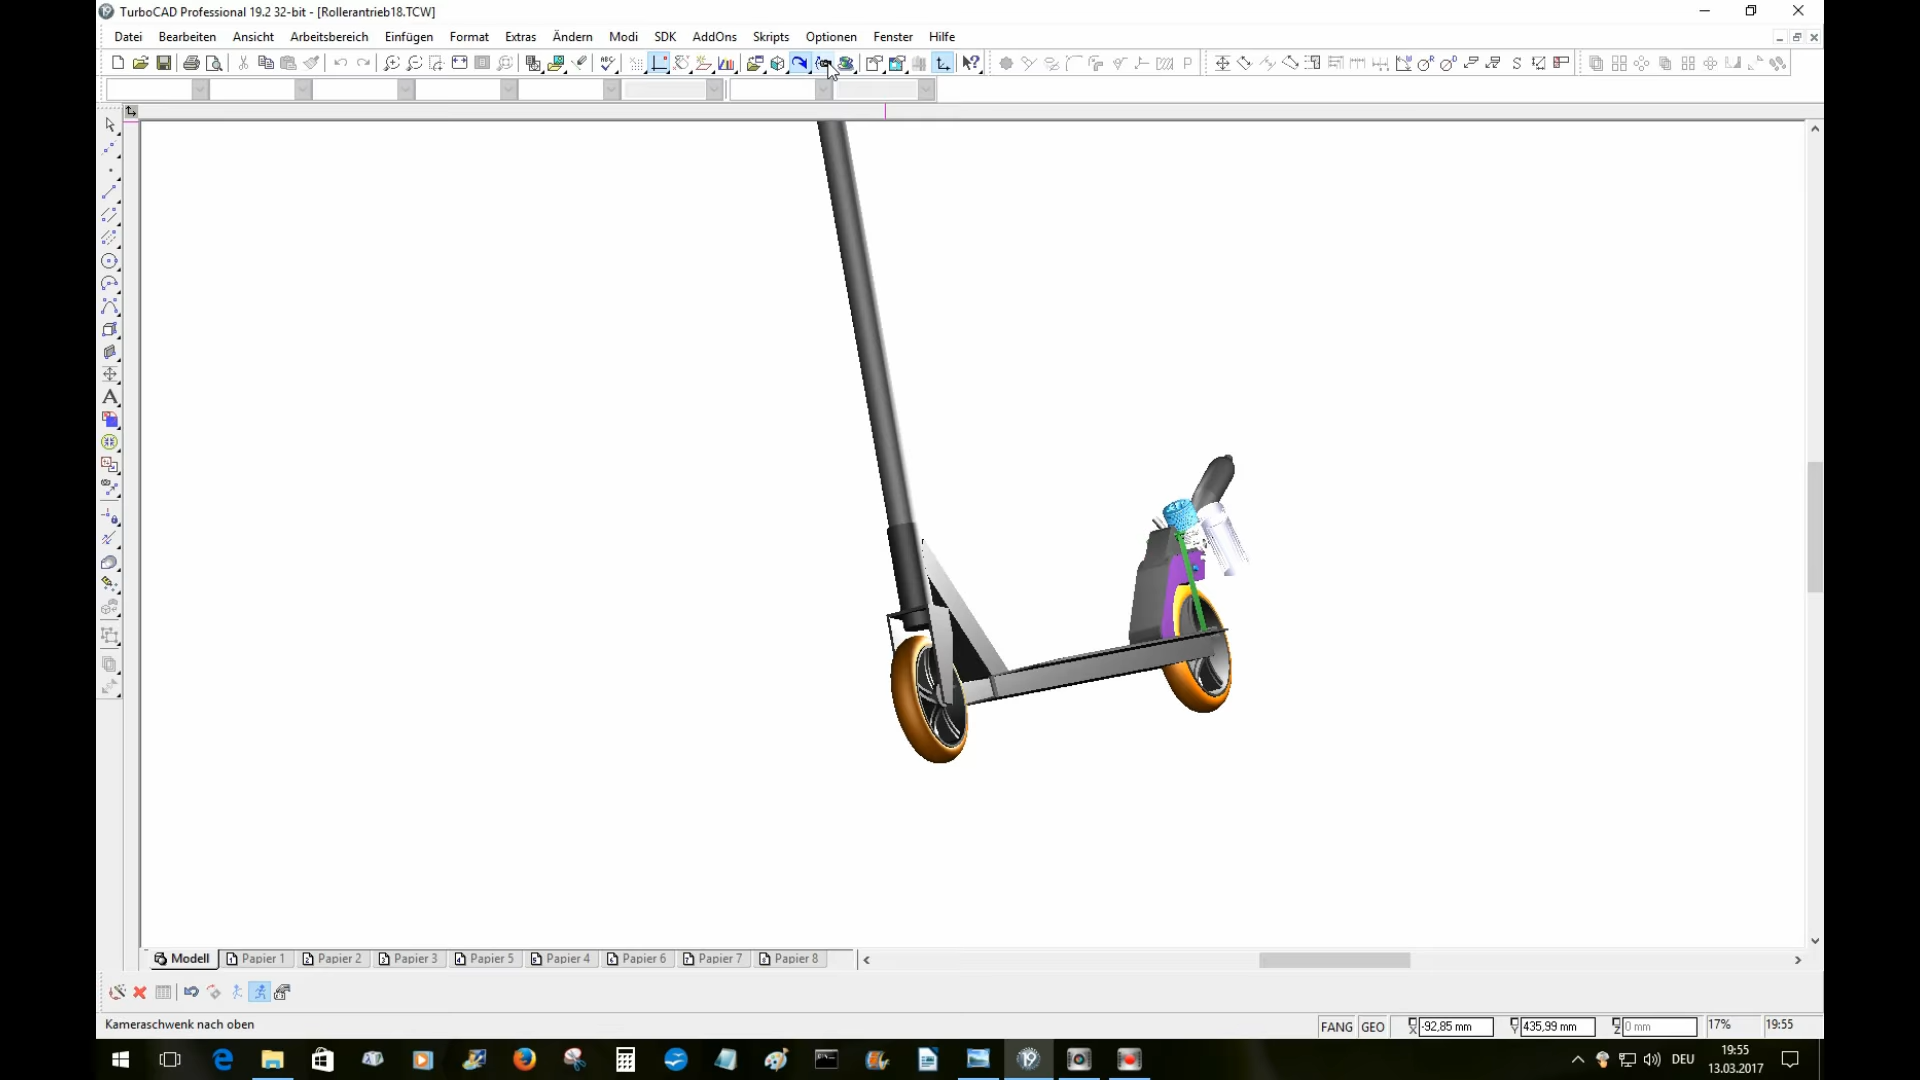 TurboCAD Professional 19.2 32-bit - [Rollerantrieb18.TCW]
Datei Bearbeiten Ansicht Arbeitsbereich Einfügen Format Extras Ändern Modi SDK AddOns Skripts Optionen Fenster Hilfe
Modell Papier 1 Papier 2 Papier 3 Papier 5 Papier 4 Papier 6 Papier 7 Papier 8
Kameraschwenk nach oben
FANG GEO -92,85 mm 435,99 mm 0 mm 17% 19:55
DEU
19:55
13.03.2017